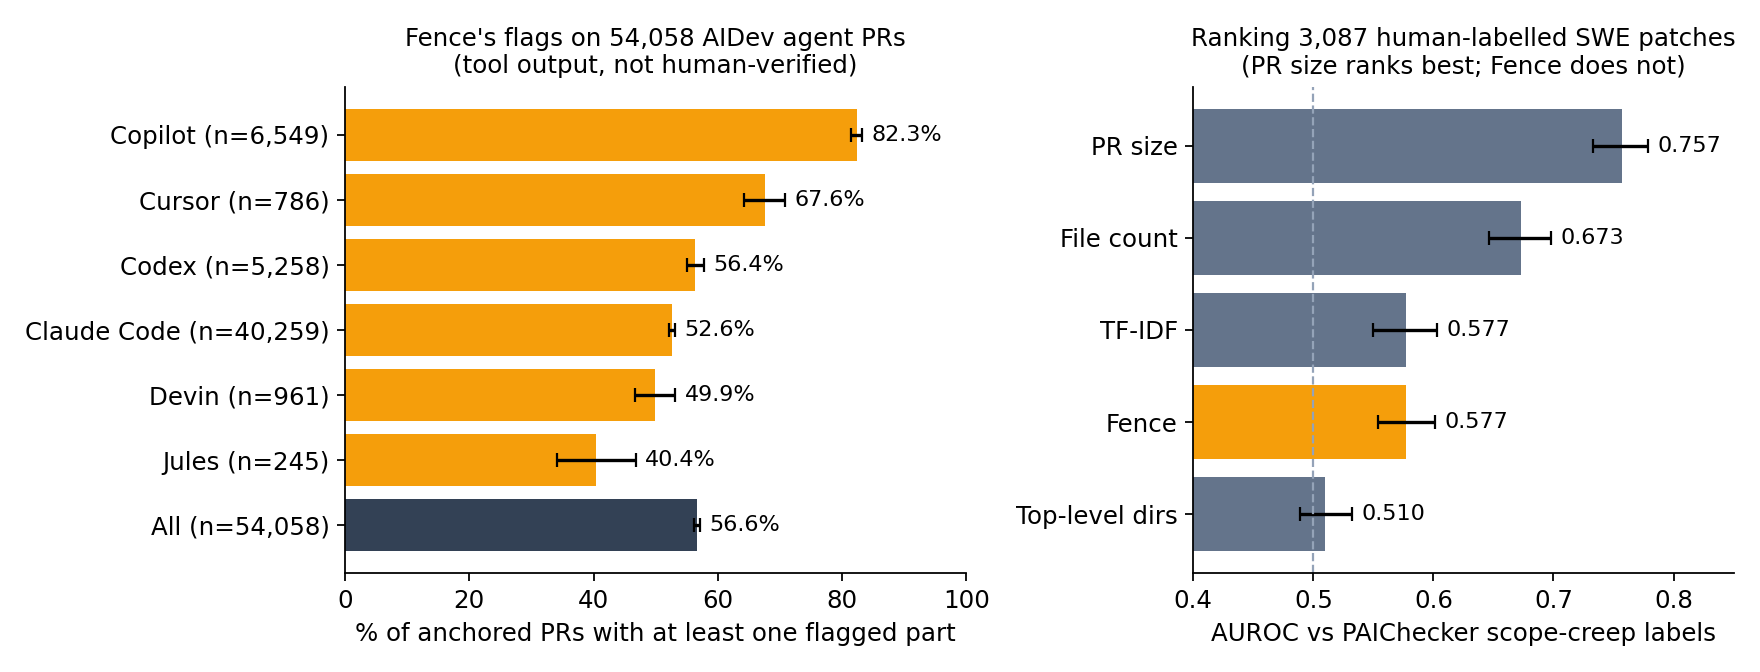 Fence's flags on 54,058 AIDev agent PRs
(tool output, not human-verified)
Copilot (n=6,549)
82.3%
Cursor (n=786)
67.6%
Codex (n=5,258)
56.4%
Claude Code (n=40,259)
52.6%
Devin (n=961)
49.9%
Jules (n=245)
40.4%
All (n=54,058)
56.6%
0 20 40 60 80 100
% of anchored PRs with at least one flagged part
Ranking 3,087 human-labelled SWE patches
(PR size ranks best; Fence does not)
PR size
0.757
File count
0.673
TF-IDF
0.577
Fence
0.577
Top-level dirs
0.510
0.4 0.5 0.6 0.7 0.8
AUROC vs PAIChecker scope-creep labels